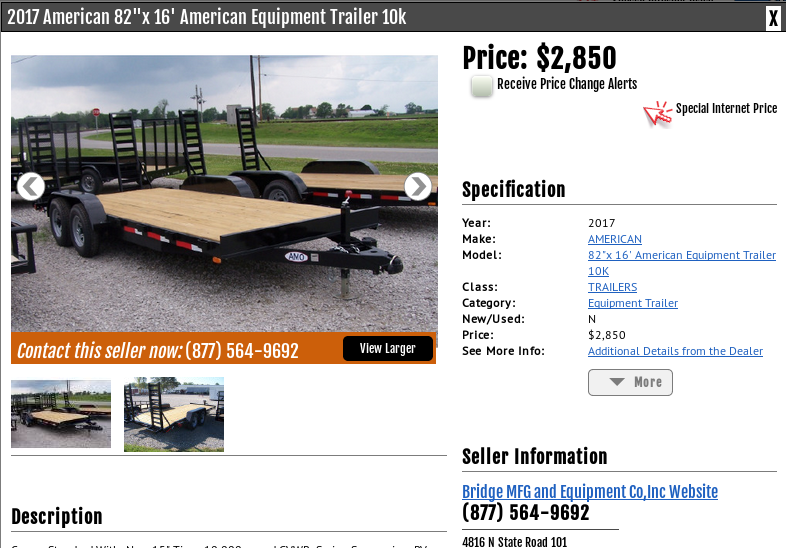 2017 American 82"x 16' American Equipment Trailer 10k
X
Price: $2,850
Receive Price Change Alerts
Special Internet Price
AMO
Contact this seller now: (877) 564-9692
View Larger
Specification
Year: 2017
Make: AMERICAN
Model: 82"x 16' American Equipment Trailer
10K
Class: TRAILERS
Category: Equipment Trailer
New/Used: N
Price: $2,850
See More Info: Additional Details from the Dealer
More
Seller Information
Bridge MFG and Equipment Co,Inc Website
(877) 564-9692
4816 N State Road 101
Description